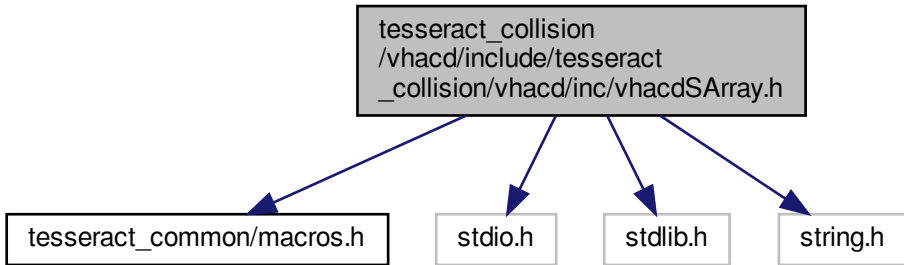 tesseract_collision
/vhacd/include/tesseract
_collision/vhacd/inc/vhacdSArray.h
tesseract_common/macros.h
stdio.h
stdlib.h
string.h